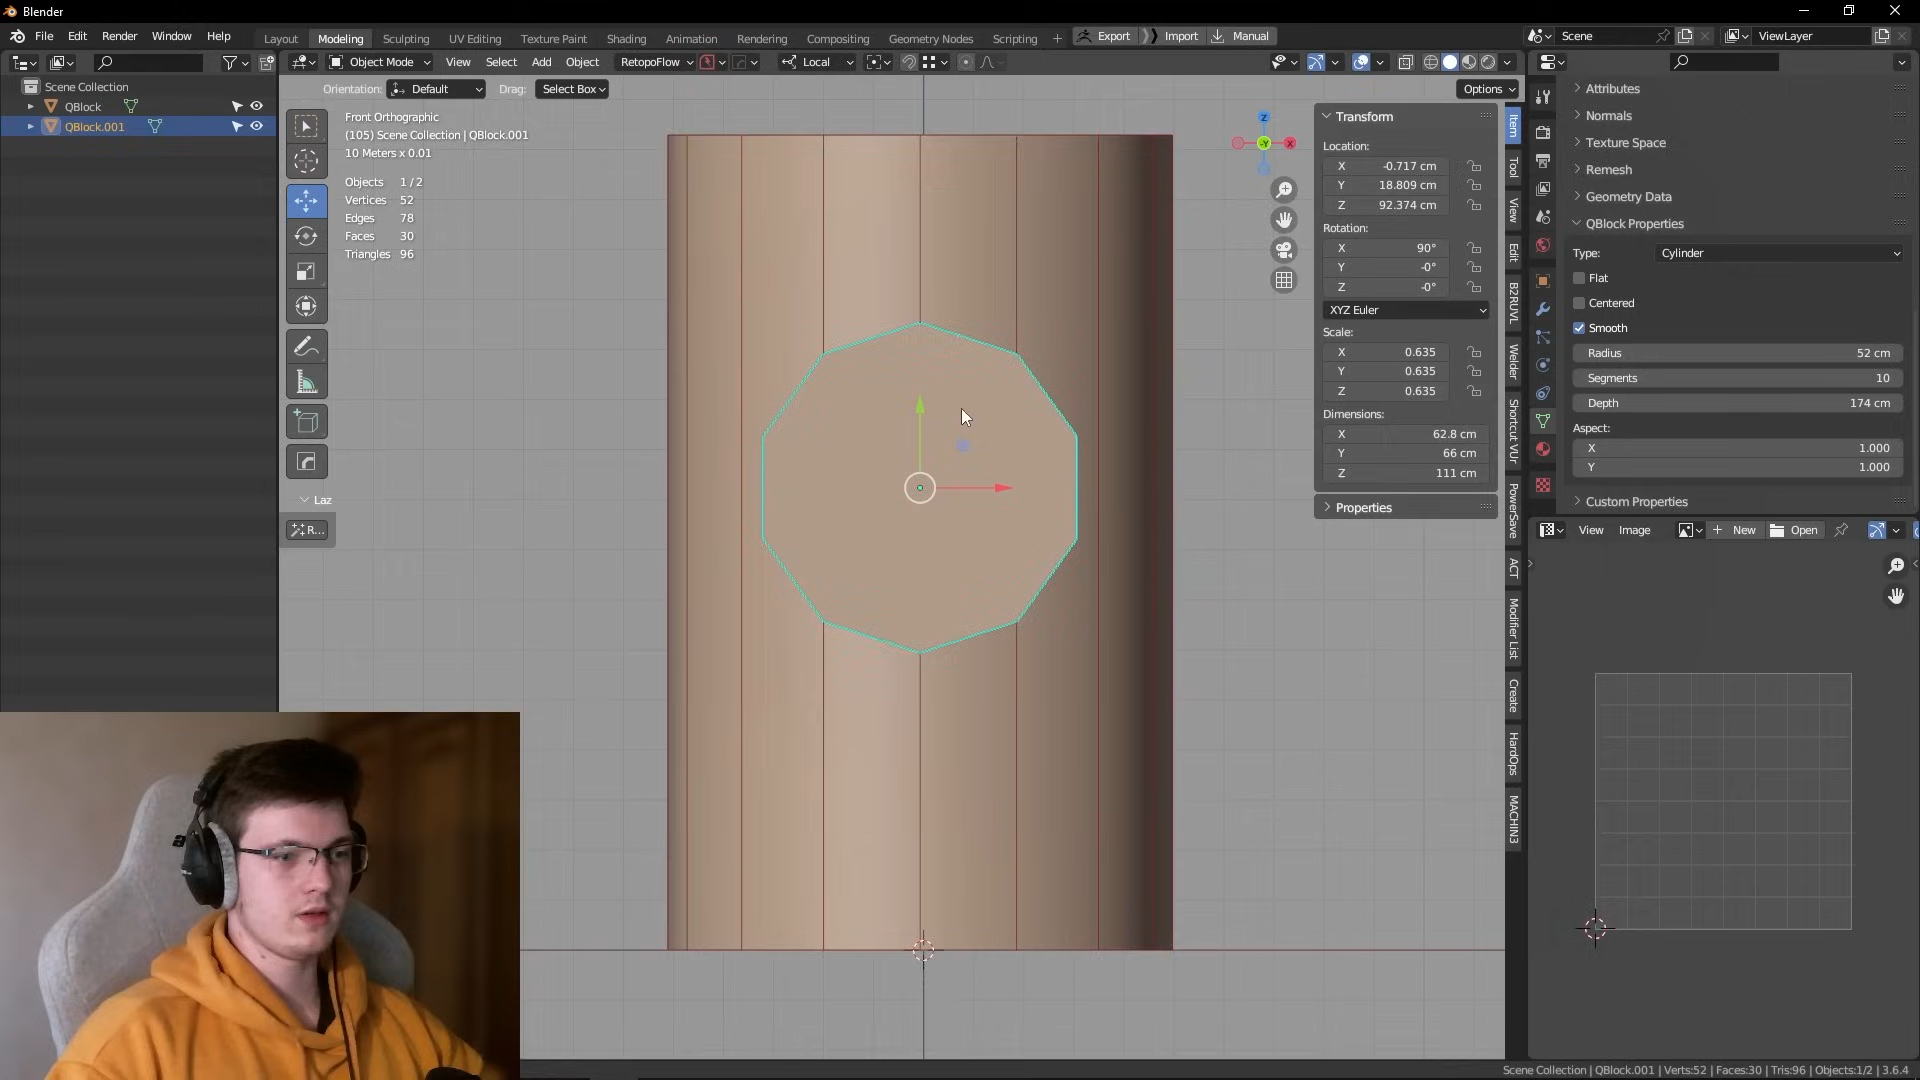 Blender
File Edit Render Window Help
Layout Modeling Sculpting UV Editing Texture Paint Shading Animation Rendering Compositing Geometry Nodes Scripting +
Export Import Manual
Scene
ViewLayer
Object Mode View Select Add Object RetopoFlow Local
Orientation: Default Drag: Select Box
Options
Scene Collection
QBlock
QBlock.001
Front Orthographic
(105) Scene Collection | QBlock.001
10 Meters x 0.01
Objects 1 / 2
Vertices 52
Edges 78
Faces 30
Triangles 96
Laz
R...
Z
-Y
X
Transform
Location:
X -0.717 cm
Y 18.809 cm
Z 92.374 cm
Rotation:
X 90°
Y -0°
Z -0°
XYZ Euler
Scale:
X 0.635
Y 0.635
Z 0.635
Dimensions:
X 62.8 cm
Y 66 cm
Z 111 cm
Properties
Item
Tool
View
Edit
B2RUVL
Welder
Shortcut VUr
PowerSave
ACT
Modifier List
Create
HardOps
MACHIN3
Attributes
Normals
Texture Space
Remesh
Geometry Data
QBlock Properties
Type: Cylinder
Flat
Centered
Smooth
Radius 52 cm
Segments 10
Depth 174 cm
Aspect:
X 1.000
Y 1.000
Custom Properties
View Image + New Open
Scene Collection | QBlock.001 | Verts:52 | Faces:30 | Tris:96 | Objects:1/2 | 3.6.4